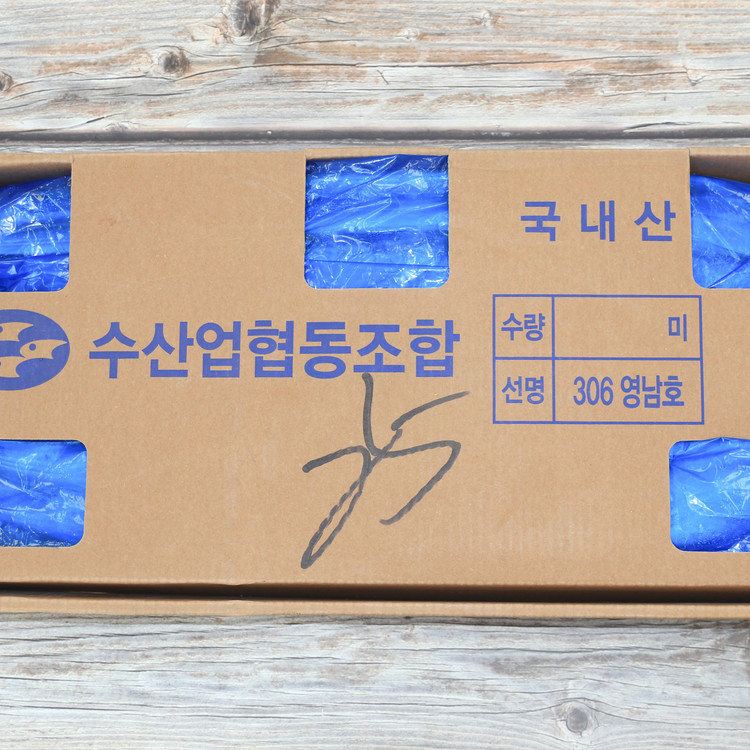 국내산
수산업협동조합
수량 미
선명 306 영남호